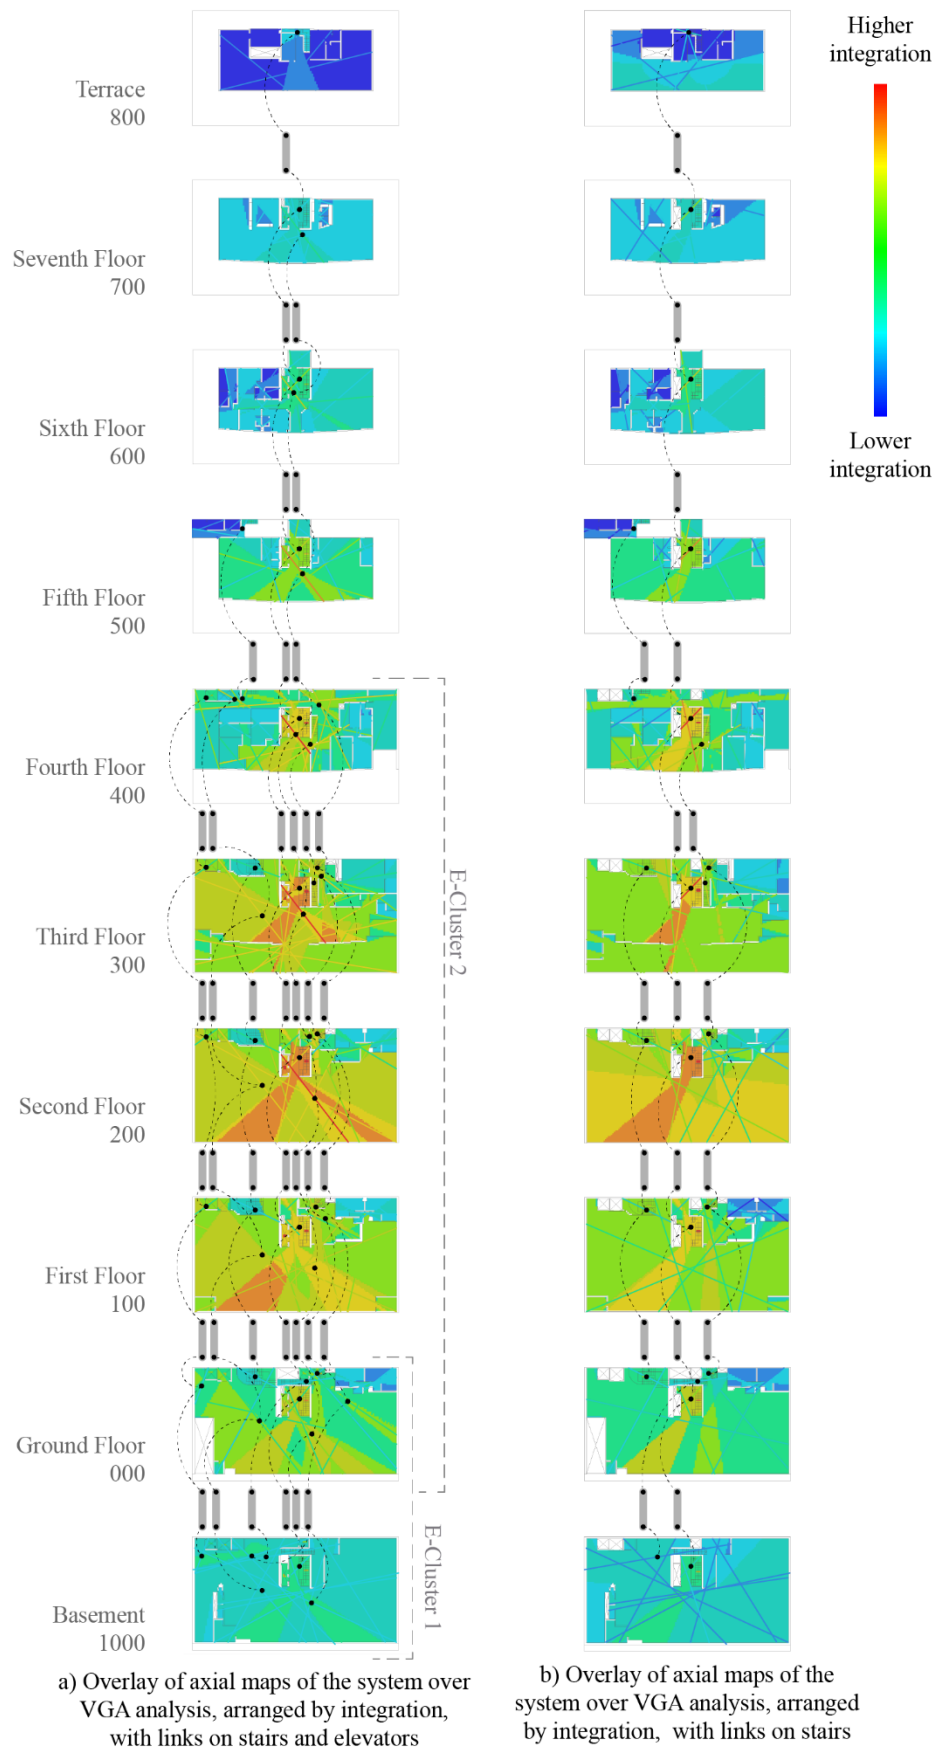 Higher
integration
Lower
integration
Terrace
800
Seventh Floor
700
Sixth Floor
600
Fifth Floor
500
Fourth Floor
400
Third Floor
300
Second Floor
200
First Floor
100
Ground Floor
000
Basement
1000
E-Cluster 2
E-Cluster 1
a) Overlay of axial maps of the system over
VGA analysis, arranged by integration,
with links on stairs and elevators
b) Overlay of axial maps of the
system over VGA analysis, arranged
by integration, with links on stairs